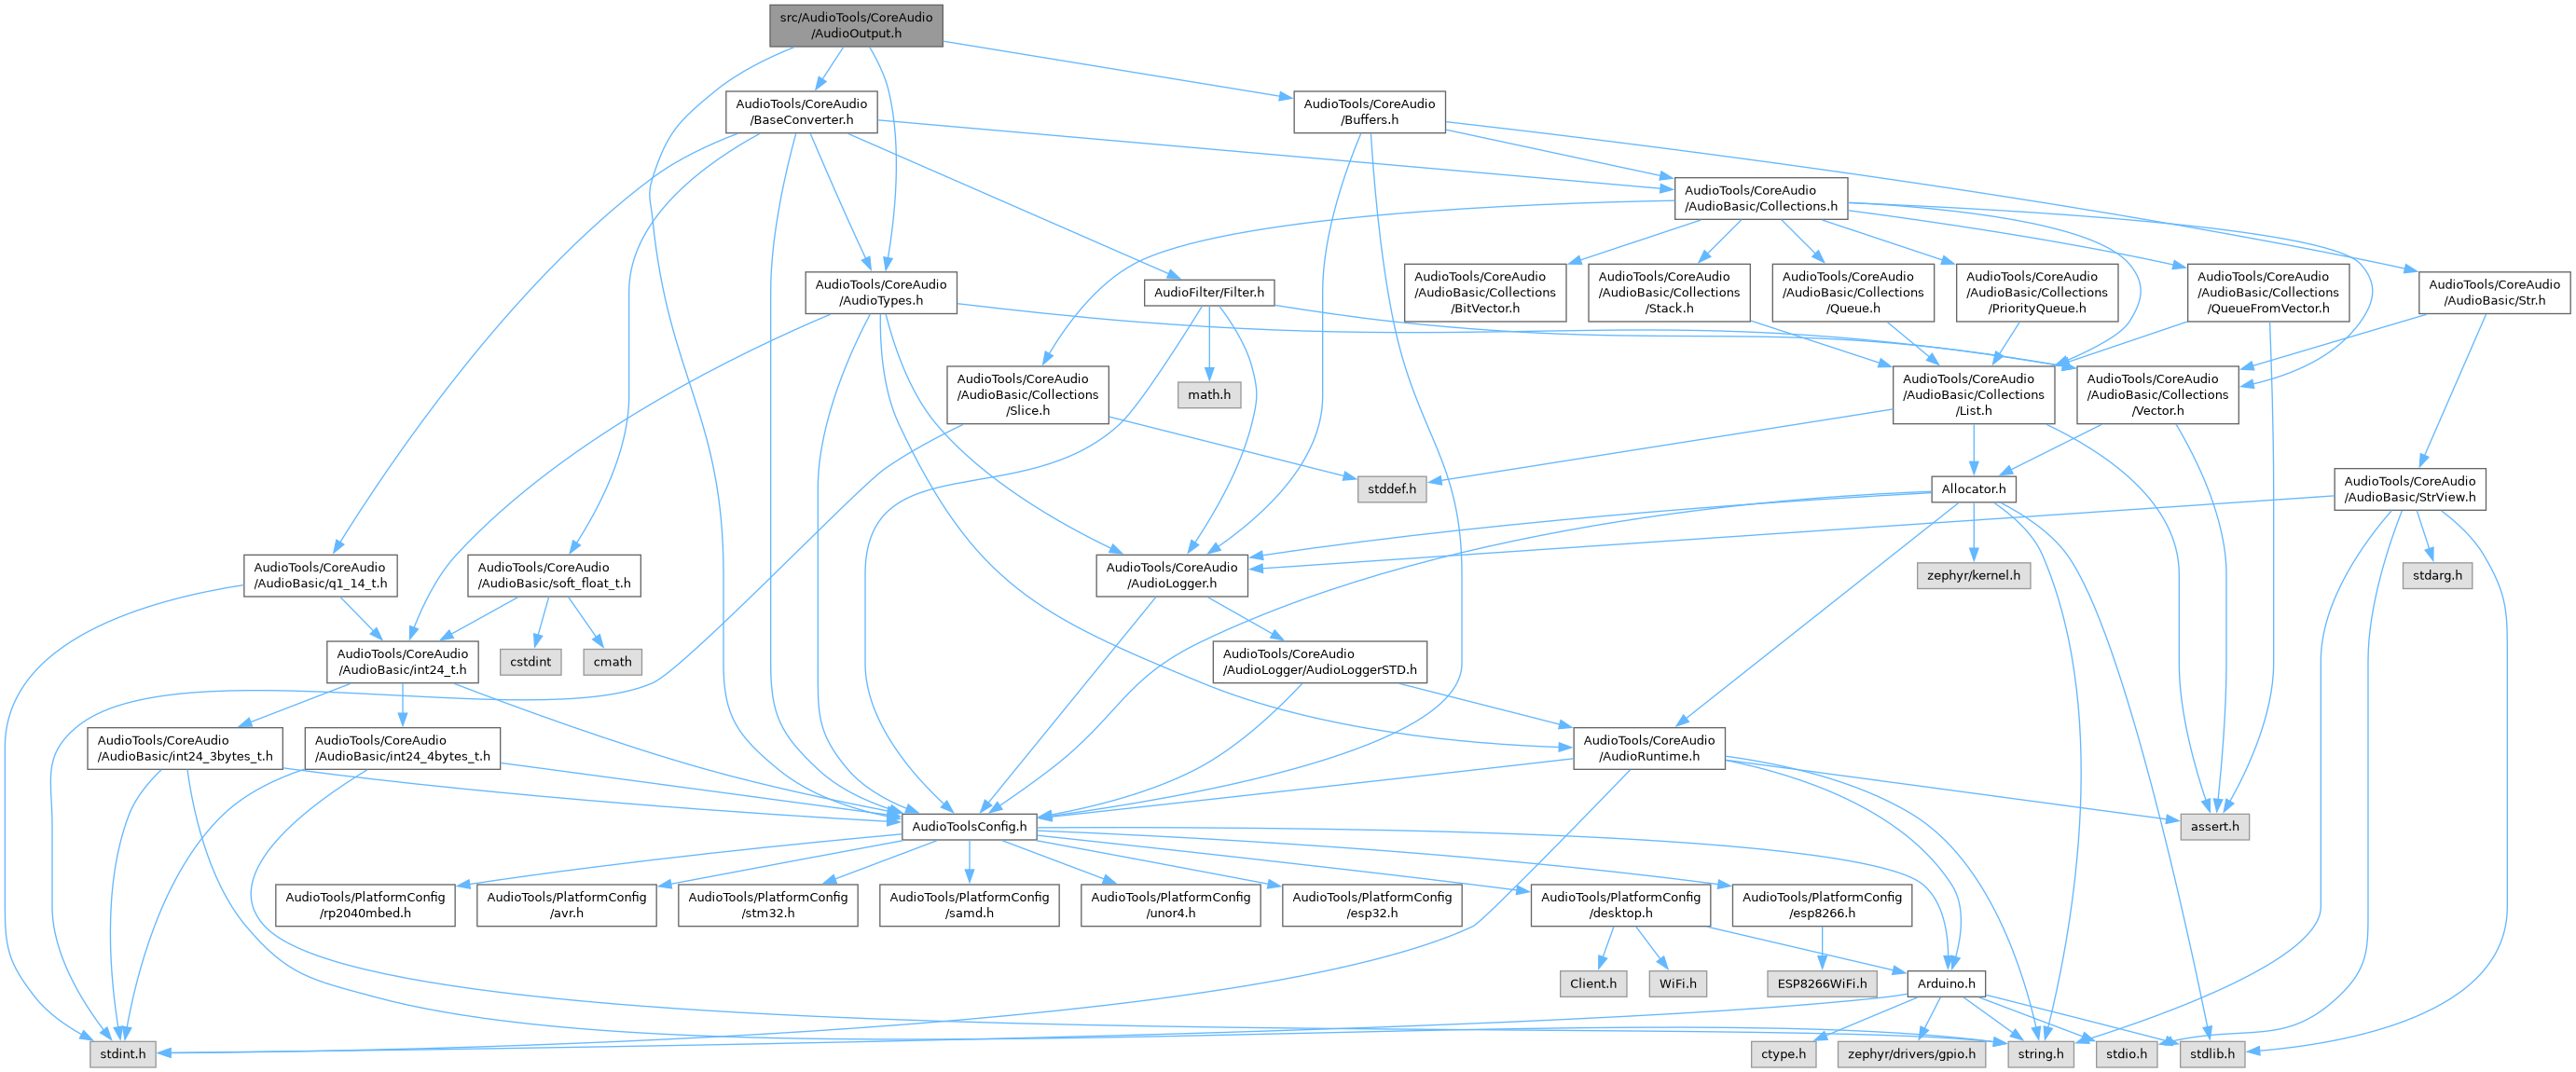 src/AudioTools/CoreAudio
/AudioOutput.h
AudioTools/CoreAudio
/BaseConverter.h
AudioTools/CoreAudio
/Buffers.h
AudioTools/CoreAudio
/AudioBasic/Collections.h
AudioTools/CoreAudio
/AudioTypes.h
AudioFilter/Filter.h
AudioTools/CoreAudio
/AudioBasic/Collections
/BitVector.h
AudioTools/CoreAudio
/AudioBasic/Collections
/Stack.h
AudioTools/CoreAudio
/AudioBasic/Collections
/Queue.h
AudioTools/CoreAudio
/AudioBasic/Collections
/PriorityQueue.h
AudioTools/CoreAudio
/AudioBasic/Collections
/QueueFromVector.h
AudioTools/CoreAudio
/AudioBasic/Str.h
AudioTools/CoreAudio
/AudioBasic/Collections
/Slice.h
math.h
AudioTools/CoreAudio
/AudioBasic/Collections
/List.h
AudioTools/CoreAudio
/AudioBasic/Collections
/Vector.h
stddef.h
Allocator.h
AudioTools/CoreAudio
/AudioBasic/StrView.h
AudioTools/CoreAudio
/AudioBasic/q1_14_t.h
AudioTools/CoreAudio
/AudioBasic/soft_float_t.h
AudioTools/CoreAudio
/AudioLogger.h
zephyr/kernel.h
stdarg.h
AudioTools/CoreAudio
/AudioBasic/int24_t.h
cstdint
cmath
AudioTools/CoreAudio
/AudioLogger/AudioLoggerSTD.h
AudioTools/CoreAudio
/AudioBasic/int24_3bytes_t.h
AudioTools/CoreAudio
/AudioBasic/int24_4bytes_t.h
AudioTools/CoreAudio
/AudioRuntime.h
AudioToolsConfig.h
assert.h
AudioTools/PlatformConfig
/rp2040mbed.h
AudioTools/PlatformConfig
/avr.h
AudioTools/PlatformConfig
/stm32.h
AudioTools/PlatformConfig
/samd.h
AudioTools/PlatformConfig
/unor4.h
AudioTools/PlatformConfig
/esp32.h
AudioTools/PlatformConfig
/desktop.h
AudioTools/PlatformConfig
/esp8266.h
Client.h
WiFi.h
ESP8266WiFi.h
Arduino.h
stdint.h
ctype.h
zephyr/drivers/gpio.h
string.h
stdio.h
stdlib.h